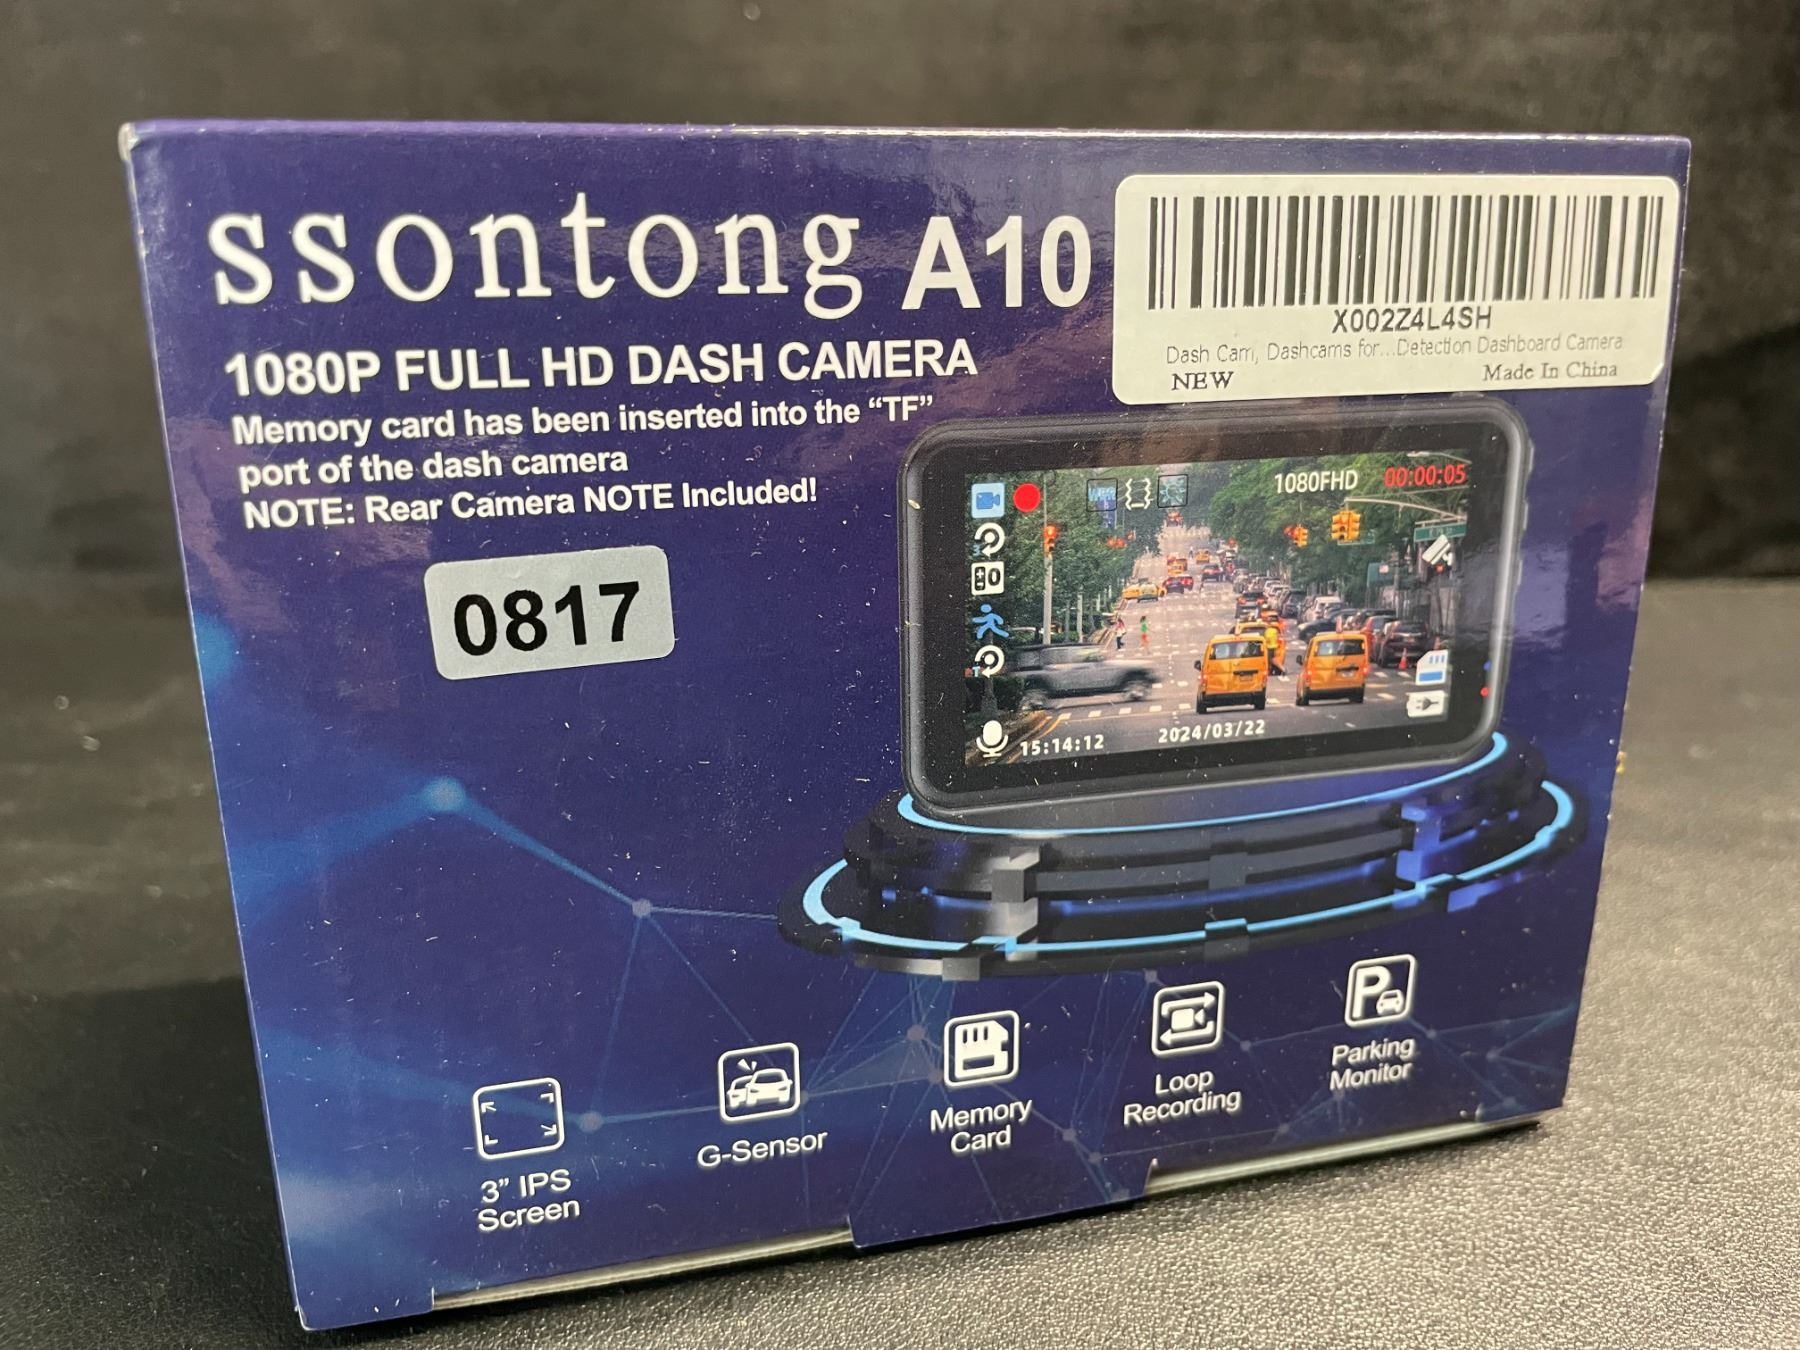 ssontong A10
1080P FULL HD DASH CAMERA
Memory card has been inserted into the “TF”
port of the dash camera
NOTE: Rear Camera NOTE Included!
X002Z4L4SH
Dash Cam, Dashcams for...Detection Dashboard Camera
NEW
Made In China
0817
1080FHD
00:00:05
15:14:12
2024/03/22
3” IPS
Screen
G-Sensor
Memory
Card
Loop
Recording
P
Parking
Monitor